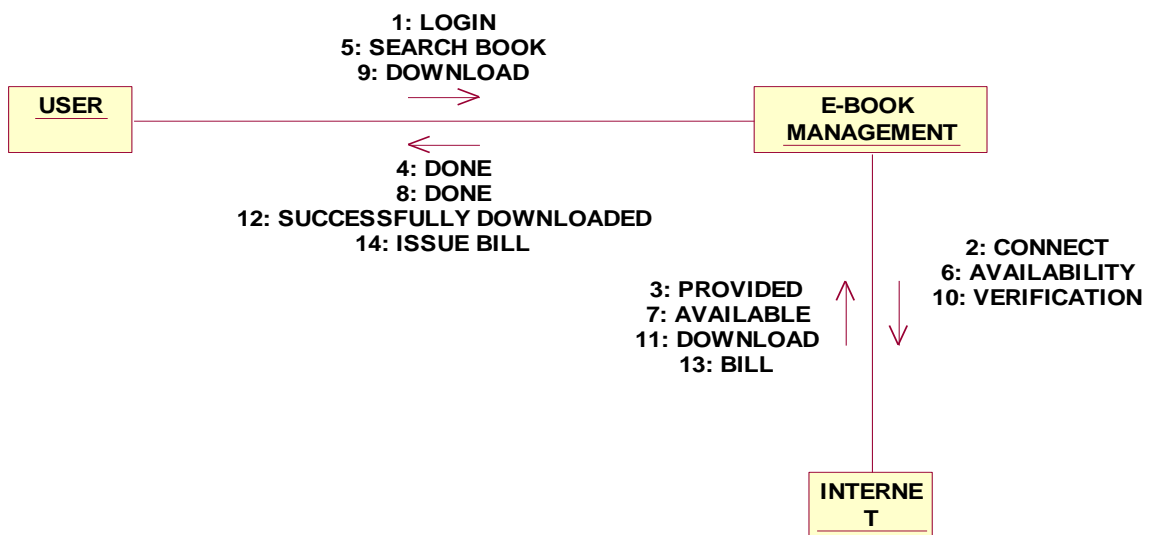 1: LOGIN
5: SEARCH BOOK
9: DOWNLOAD
USER
E-BOOK
MANAGEMENT
4: DONE
8: DONE
12: SUCCESSFULLY DOWNLOADED
14: ISSUE BILL
2: CONNECT
6: AVAILABILITY
10: VERIFICATION
3: PROVIDED
7: AVAILABLE
11: DOWNLOAD
13: BILL
INTERNE
T